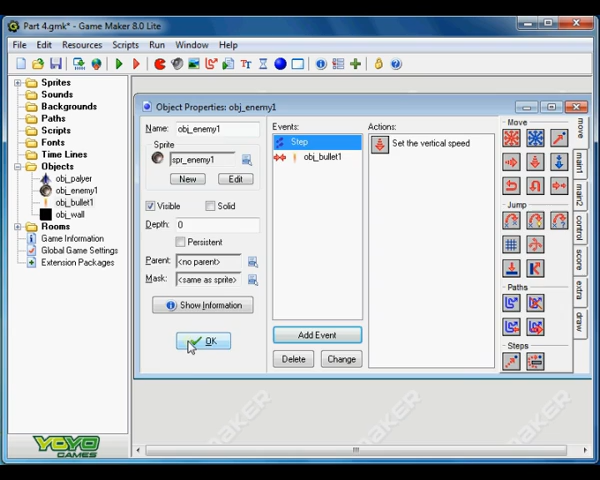 Part 4.gmk* - Game Maker 8.0 Lite
File Edit Resources Scripts Run Window Help
Sprites
Sounds
Backgrounds
Paths
Scripts
Fonts
Time Lines
Objects
obj_palyer
obj_enemy1
obj_bullet1
obj_wall
Rooms
Game Information
Global Game Settings
Extension Packages
YOYO
GAMES
Object Properties: obj_enemy1
Name: obj_enemy1
Sprite
spr_enemy1
New Edit
Visible Solid
Depth: 0
Persistent
Parent: <no parent>
Mask: <same as sprite>
Show Information
OK
Events:
Step
obj_bullet1
Add Event
Delete Change
Actions:
Set the vertical speed
Move
Jump
Paths
Steps
move
main1
main2
control
score
extra
draw